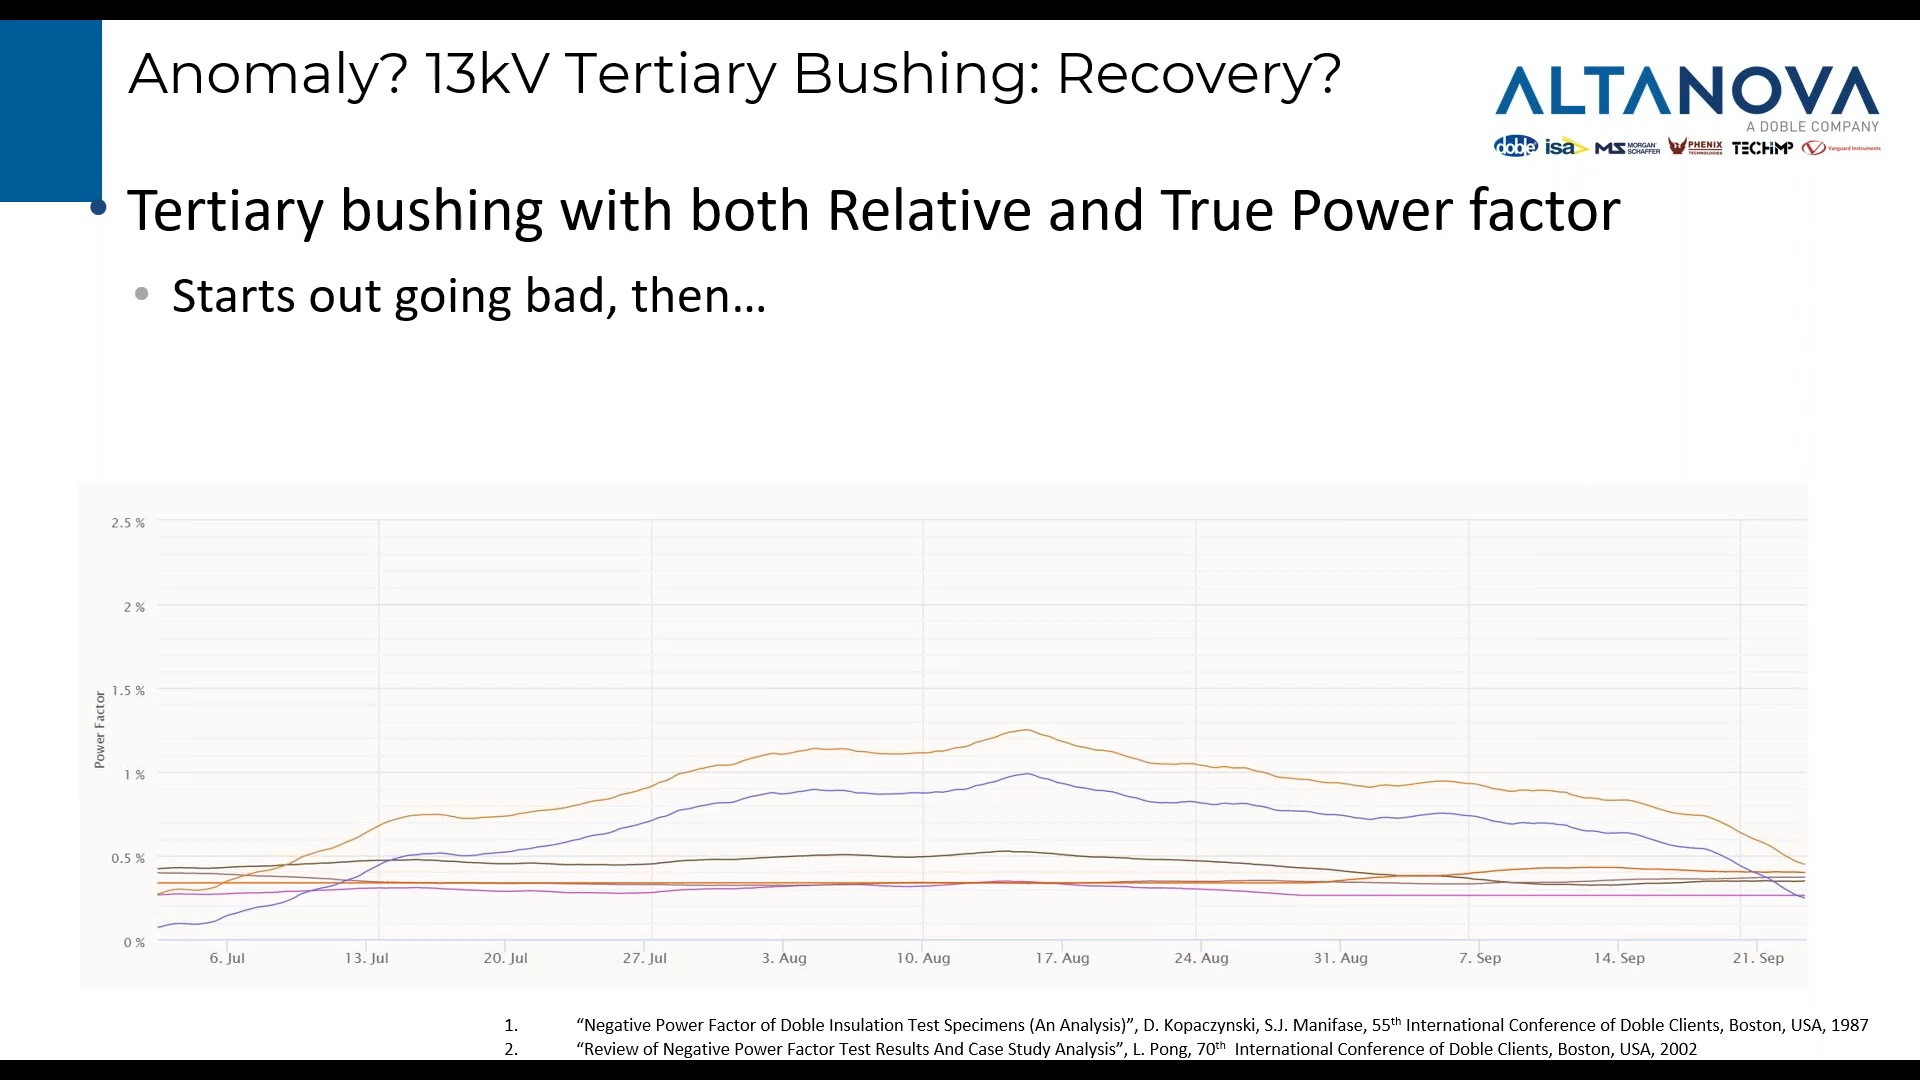 Anomaly? 13kV Tertiary Bushing: Recovery?
ALTANOVA
A DOBLE COMPANY
doble isa MS MORGAN SCHAFFER PHENIX TECHNOLOGIES TECHIMP Vanguard Instruments
• Tertiary bushing with both Relative and True Power factor
• Starts out going bad, then…
Power Factor
2.5 %
2 %
1.5 %
1 %
0.5 %
0 %
6. Jul 13. Jul 20. Jul 27. Jul 3. Aug 10. Aug 17. Aug 24. Aug 31. Aug 7. Sep 14. Sep 21. Sep
1. “Negative Power Factor of Doble Insulation Test Specimens (An Analysis)”, D. Kopaczynski, S.J. Manifase, 55th International Conference of Doble Clients, Boston, USA, 1987
2. “Review of Negative Power Factor Test Results And Case Study Analysis”, L. Pong, 70th International Conference of Doble Clients, Boston, USA, 2002